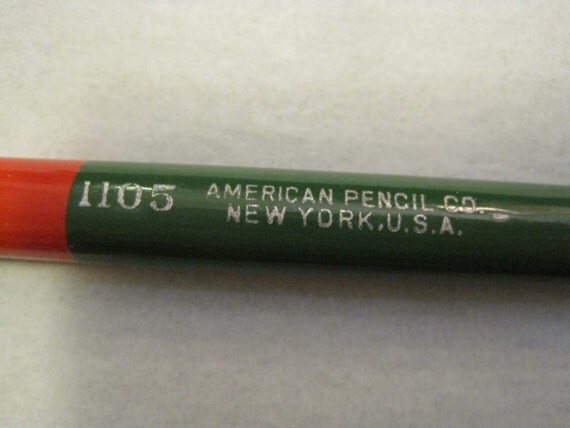 1105 AMERICAN PENCIL CO.
NEW YORK, U.S.A.